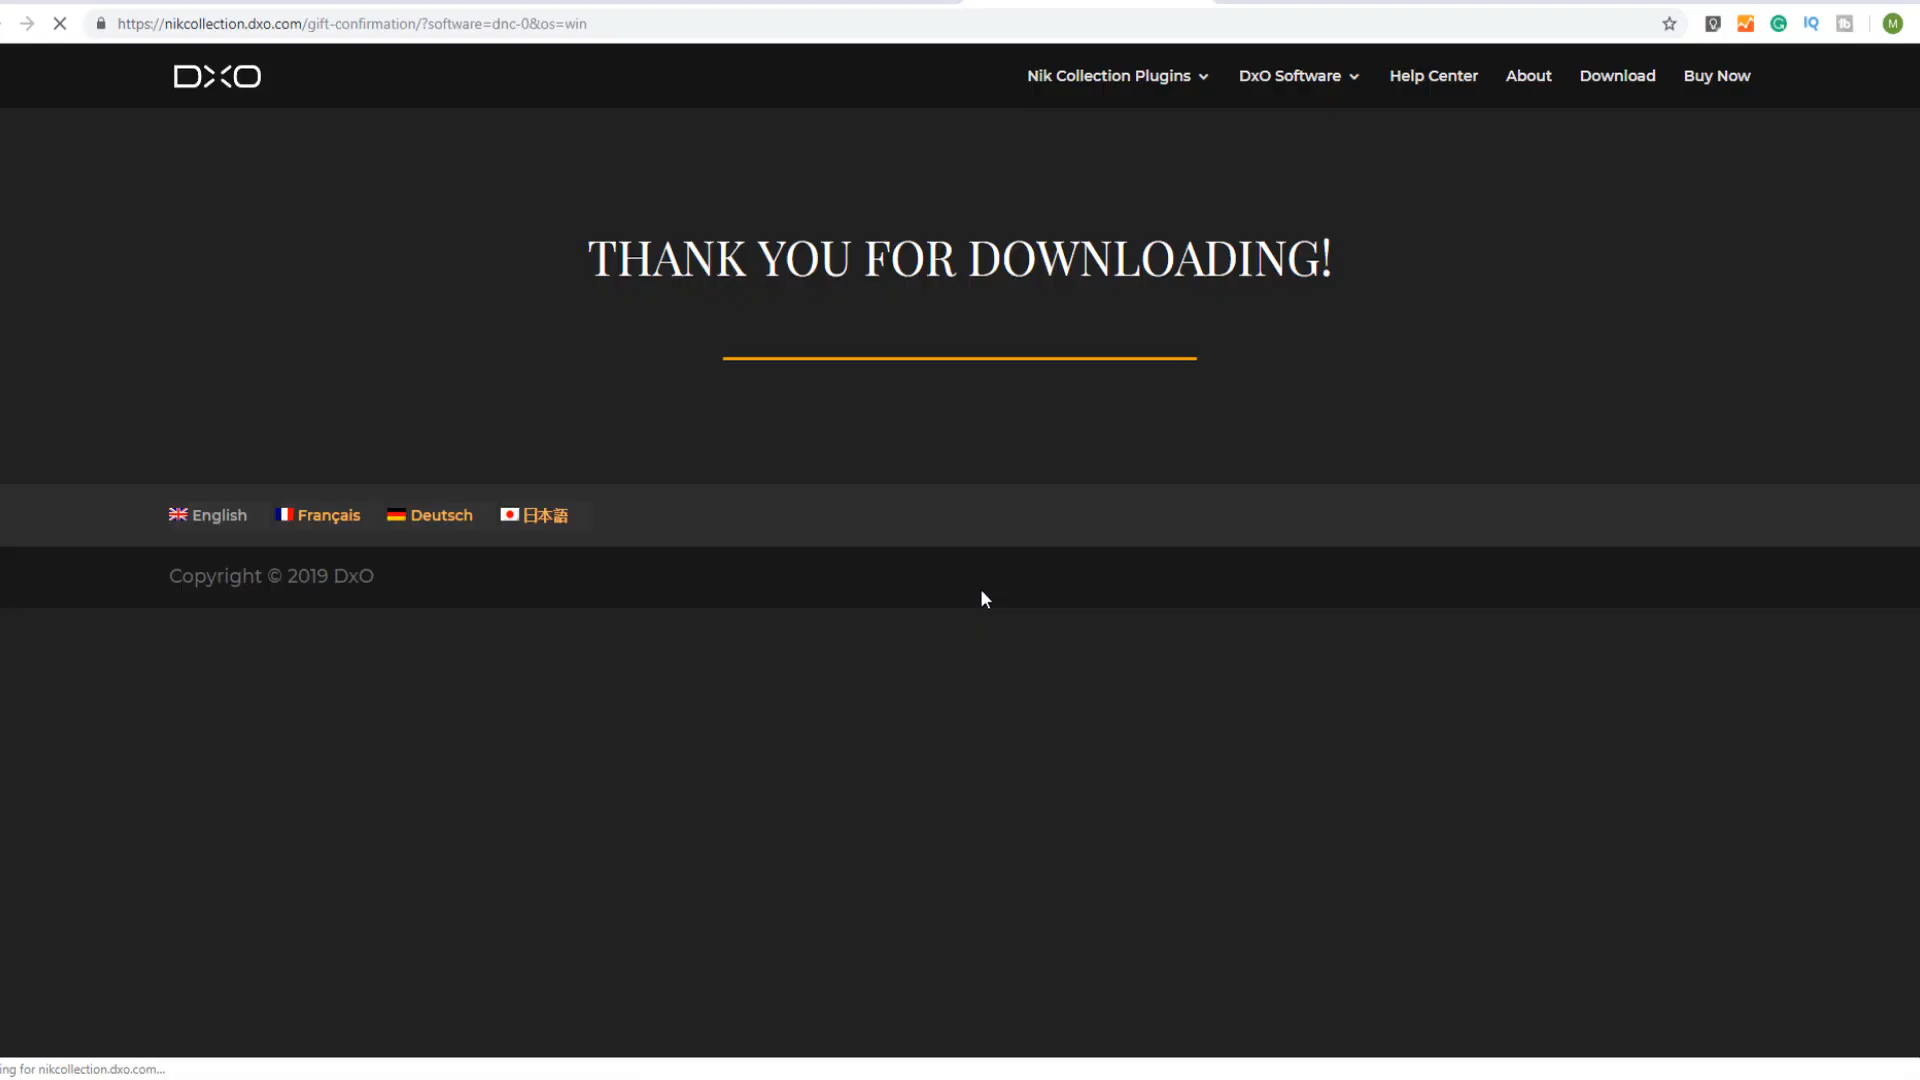 https://nikcollection.dxo.com/gift-confirmation/?software=dnc-0&os=win
IQ
M
DXO
Nik Collection Plugins
DxO Software
Help Center
About
Download
Buy Now
THANK YOU FOR DOWNLOADING!
English
Français
Deutsch
日本語
Copyright © 2019 DxO
ing for nikcollection.dxo.com...